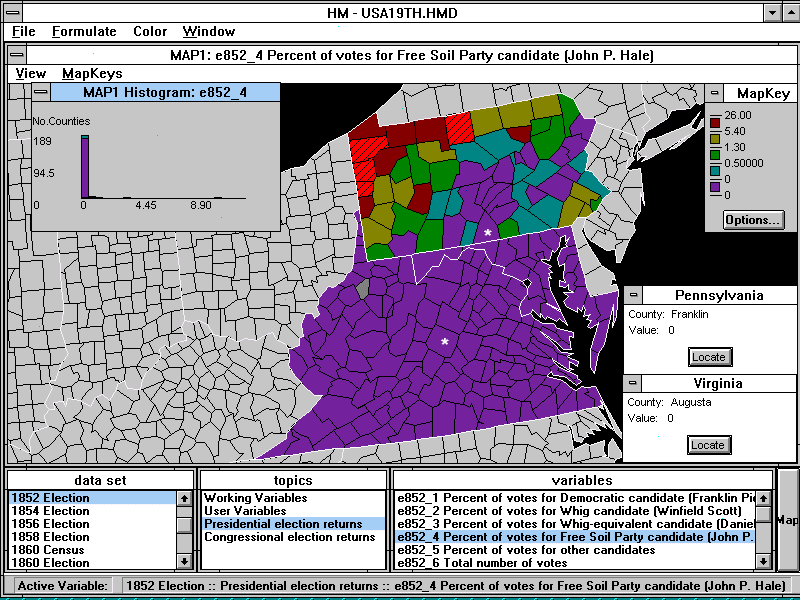 HM - USA19TH.HMD
File Formulate Color Window
MAP1: e852_4 Percent of votes for Free Soil Party candidate (John P. Hale)
View MapKeys
MAP1 Histogram: e852_4
No.Counties
189
94.5
0
0 4.45 8.90
MapKey
26.00
5.40
1.30
0.50000
0
0
Options...
*
*
Pennsylvania
County: Franklin
Value: 0
Locate
Virginia
County: Augusta
Value: 0
Locate
data set
1852 Election
1854 Election
1856 Election
1858 Election
1860 Census
1860 Election
topics
Working Variables
User Variables
Presidential election returns
Congressional election returns
variables
e852_1 Percent of votes for Democratic candidate (Franklin Pi
e852_2 Percent of votes for Whig candidate (Winfield Scott)
e852_3 Percent of votes for Whig-equivalent candidate (Daniel
e852_4 Percent of votes for Free Soil Party candidate (John P.
e852_5 Percent of votes for other candidates
e852_6 Total number of votes
Map
Active Variable: 1852 Election :: Presidential election returns :: e852_4 Percent of votes for Free Soil Party candidate (John P. Hale)